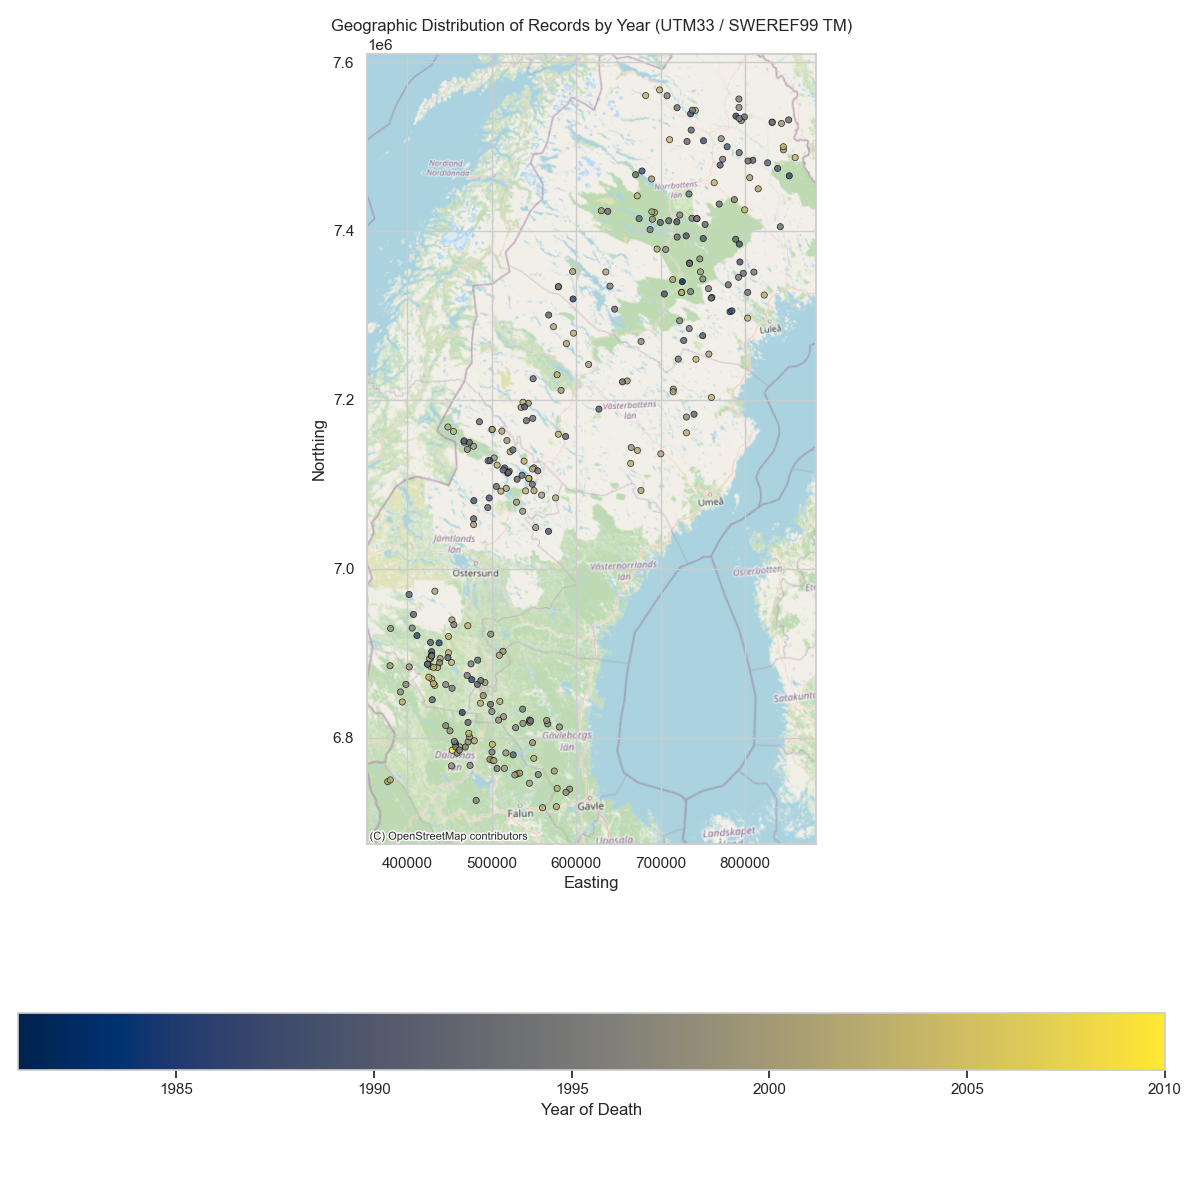 Geographic Distribution of Records by Year (UTM33 / SWEREF99 TM)
1e6
7.6
7.4
7.2
7.0
6.8
Northing
Nordland
Nordlánnda
Norrbottens
län
Luleå
Västerbottens
län
Umeå
Jämtlands
län
Östersund
Västernorrlands
län
Österbotten
Satakunta
Gävleborgs
län
Dalarnas
län
Falun
Gävle
Uppsala
Landskapet
(C) OpenStreetMap contributors
400000 500000 600000 700000 800000
Easting
1985 1990 1995 2000 2005 2010
Year of Death